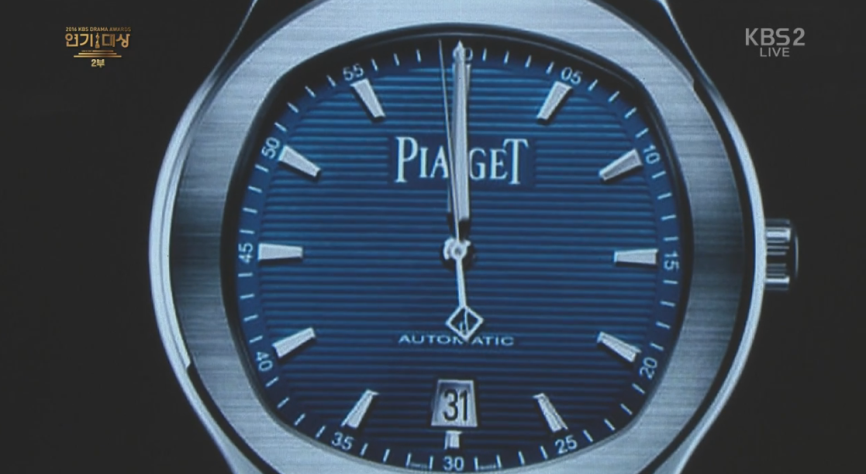 2016 KBS DRAMA AWARDS
연기대상
2부
KBS2
LIVE
55
05
50
PIAGET
10
45
15
AUTOMATIC
40
20
31
35
25
30